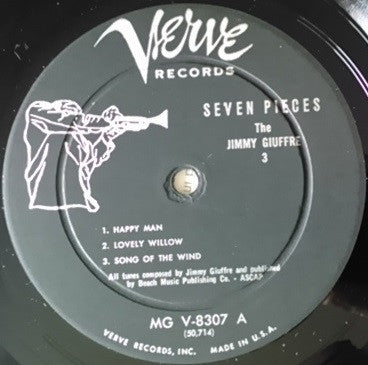 Verve
RECORDS
SEVEN PIECES
The
JIMMY GIUFFRE
3
1. HAPPY MAN
2. LOVELY WILLOW
3. SONG OF THE WIND
All tunes composed by Jimmy Giuffre and published
by Beach Music Publishing Co. - ASCAP
MG V-8307 A
(50,714)
VERVE RECORDS, INC. MADE IN U.S.A.